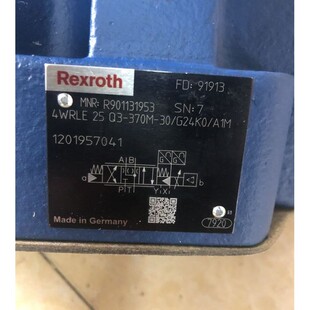 Rexroth FD: 91913
MNR: R901131953 SN: 7
4WRLE 25 Q3-370M-30/G24K0/A1M
1201957041
A B
a b
P T Y X
Made in Germany 7920